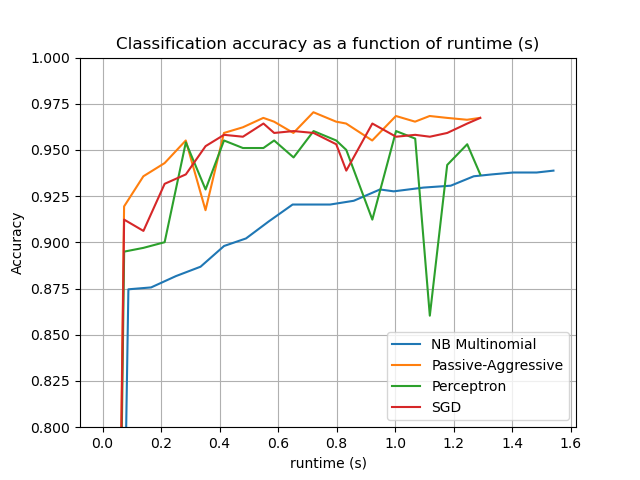 Classification accuracy as a function of runtime (s)
1.000
0.975
0.950
0.925
0.900
0.875
0.850
0.825
0.800
Accuracy
NB Multinomial
Passive-Aggressive
Perceptron
SGD
0.0 0.2 0.4 0.6 0.8 1.0 1.2 1.4 1.6
runtime (s)